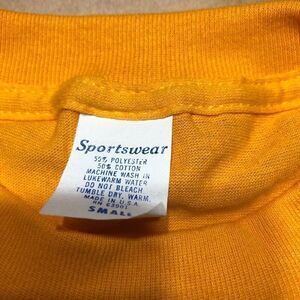 Sportswear
50% POLYESTER
50% COTTON
MACHINE WASH IN
LUKEWARM WATER
DO NOT BLEACH.
TUMBLE DRY, WARM.
MADE IN U.S.A.
RN
SMALL